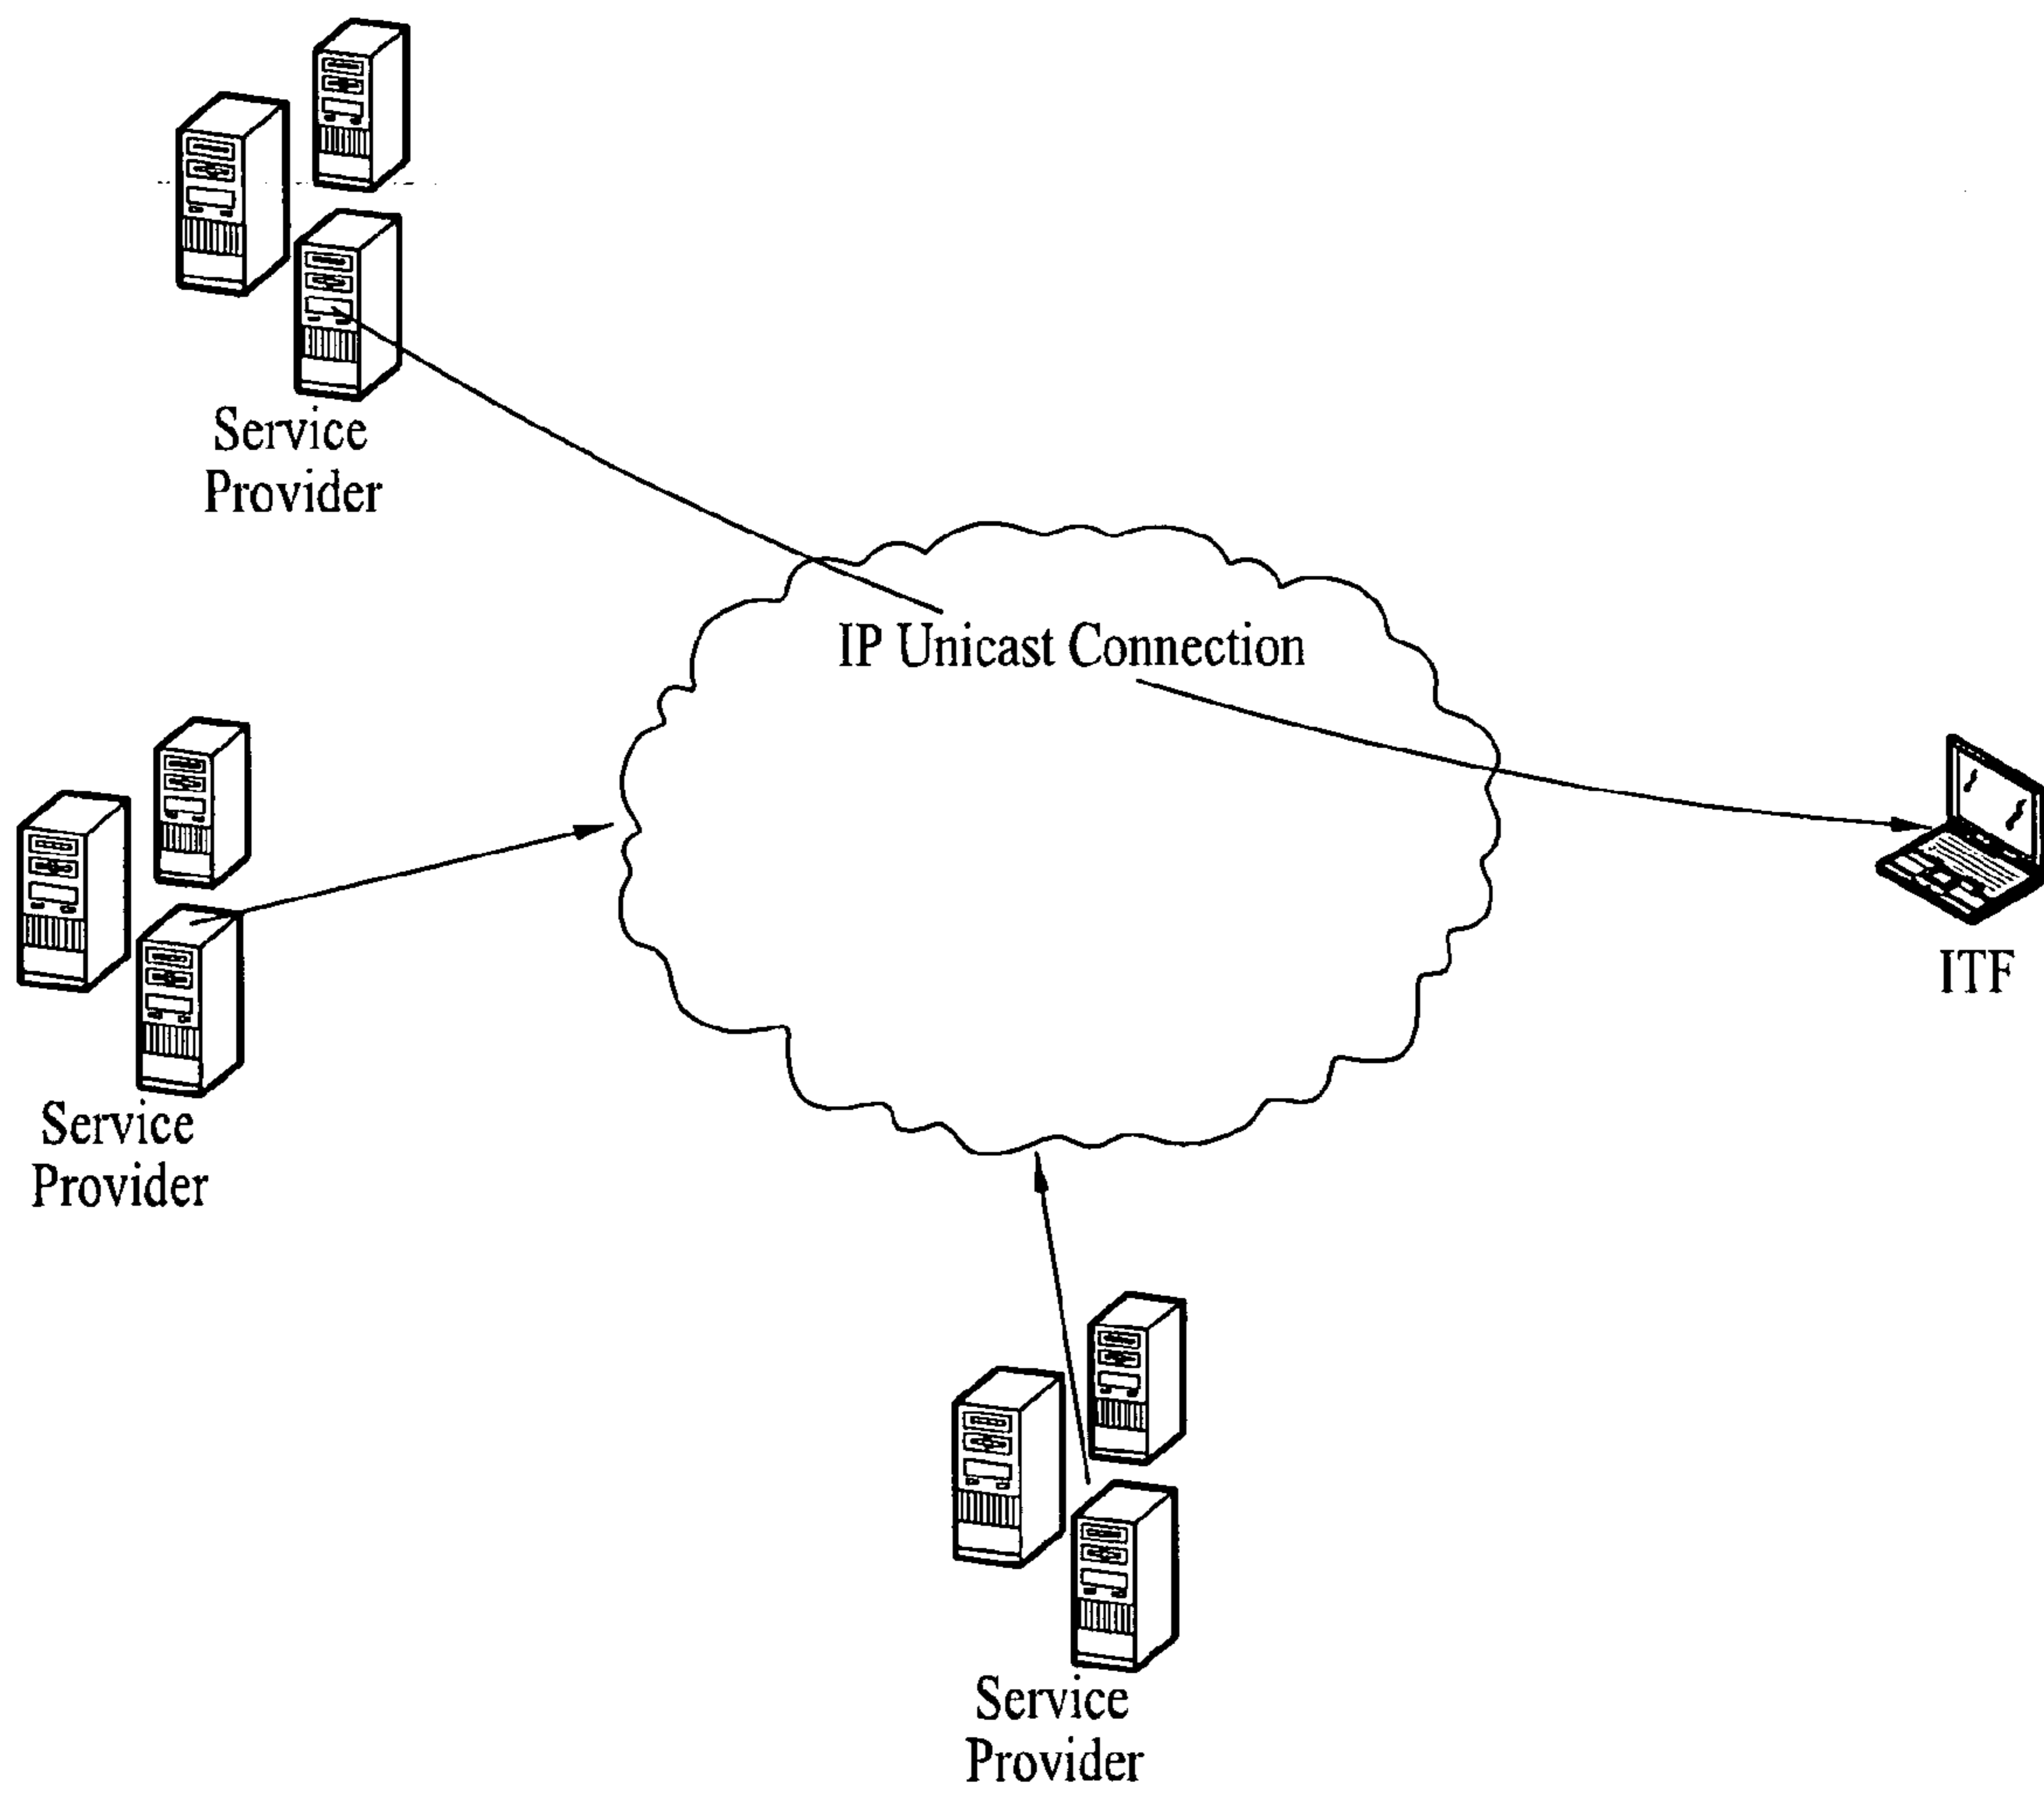 Service
Provider
IP Unicast Connection
ITF
Service
Provider
Service
Provider